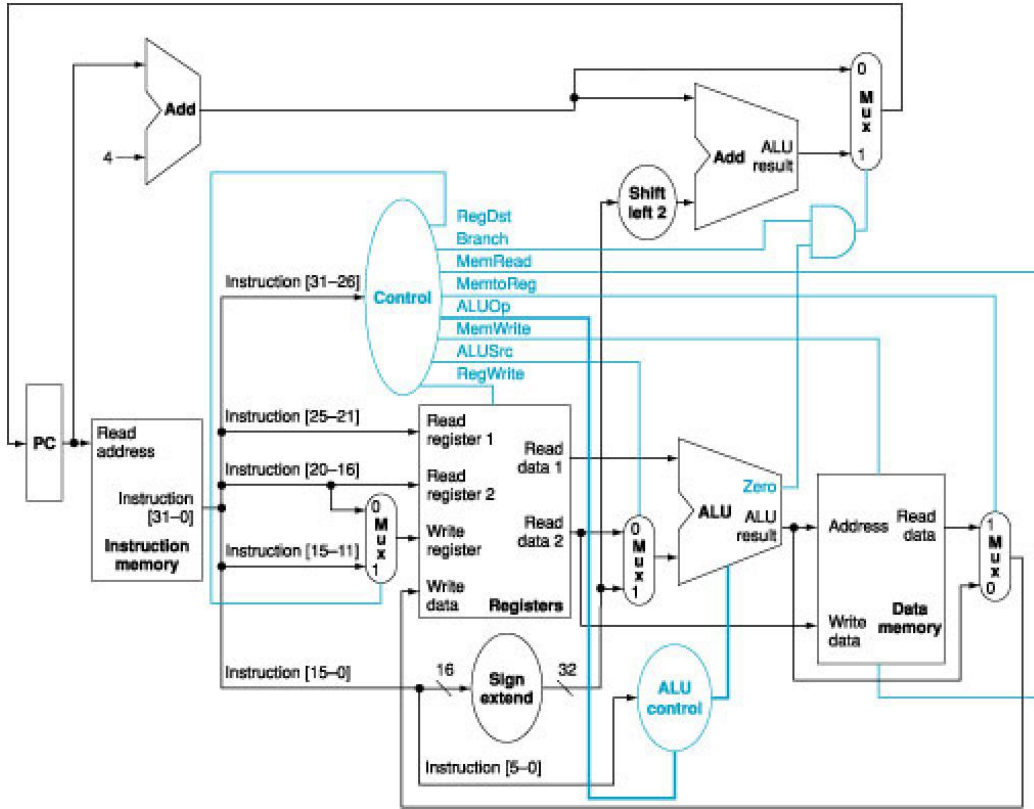 0
M
u
x
1
Add
4
Add
ALU
result
Shift
left 2
RegDst
Branch
MemRead
MemtoReg
ALUOp
MemWrite
ALUSrc
RegWrite
Control
Instruction [31–26]
PC
Read
address
Instruction
[31–0]
Instruction
memory
Instruction [25–21]
Instruction [20–16]
Instruction [15–11]
0
M
u
x
1
Read
register 1
Read
register 2
Write
register
Write
data
Read
data 1
Read
data 2
Registers
0
M
u
x
1
Zero
ALU
ALU
result
Address
Read
data
Write
data
Data
memory
1
M
u
x
0
Instruction [15–0]
16
Sign
extend
32
ALU
control
Instruction [5–0]